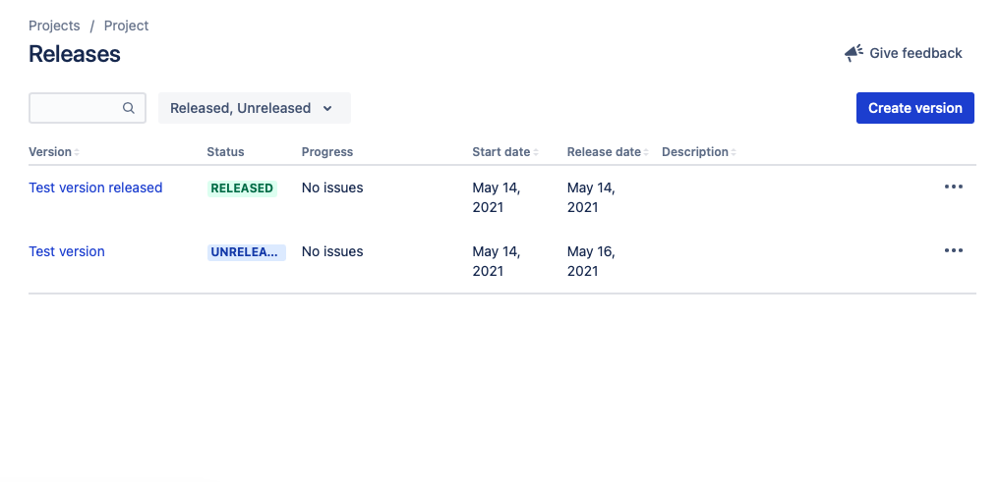 Projects / Project
Releases
Give feedback
Released, Unreleased
Create version
Version Status Progress Start date Release date Description
Test version released RELEASED No issues May 14, 2021 May 14, 2021
Test version UNRELEA... No issues May 14, 2021 May 16, 2021